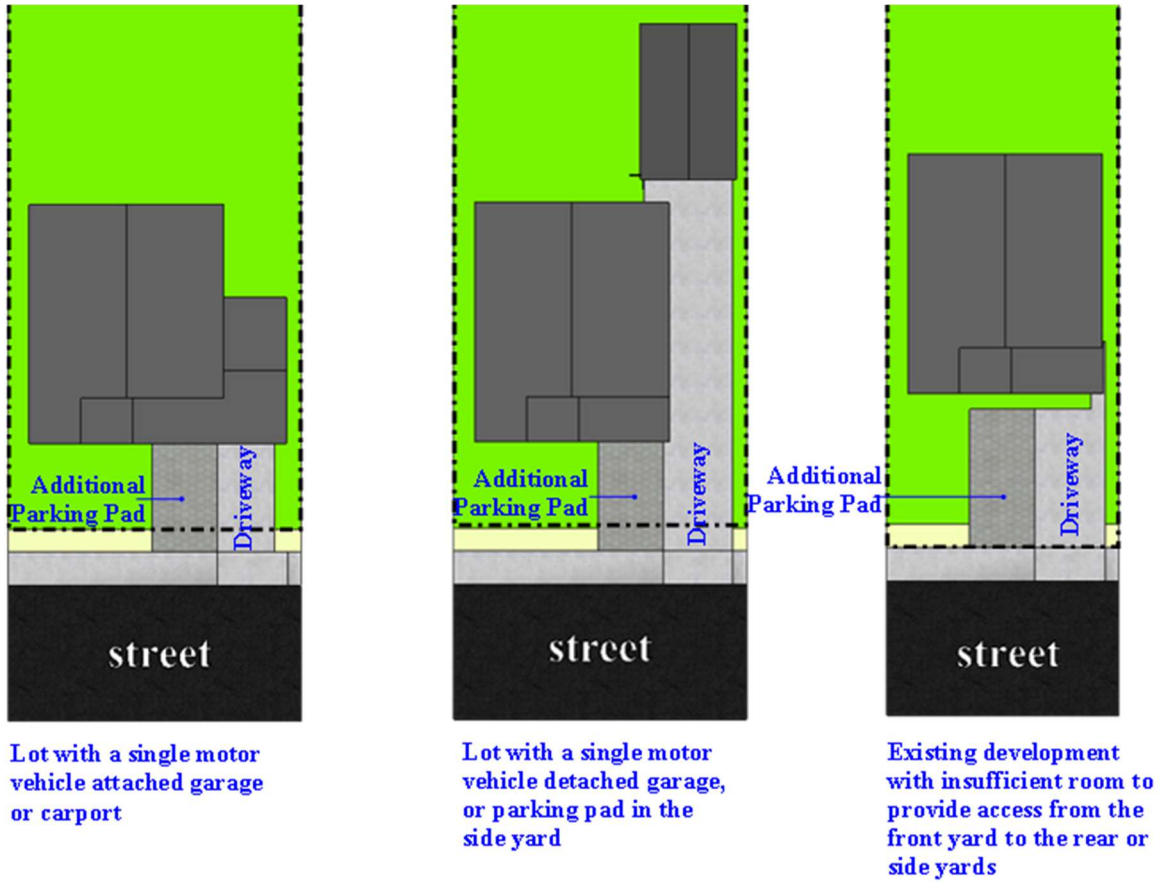 Additional
Parking Pad
Driveway
street
Lot with a single motor
vehicle attached garage
or carport
Additional
Parking Pad
Driveway
street
Lot with a single motor
vehicle detached garage,
or parking pad in the
side yard
Additional
Parking Pad
Driveway
street
Existing development
with insufficient room to
provide access from the
front yard to the rear or
side yards